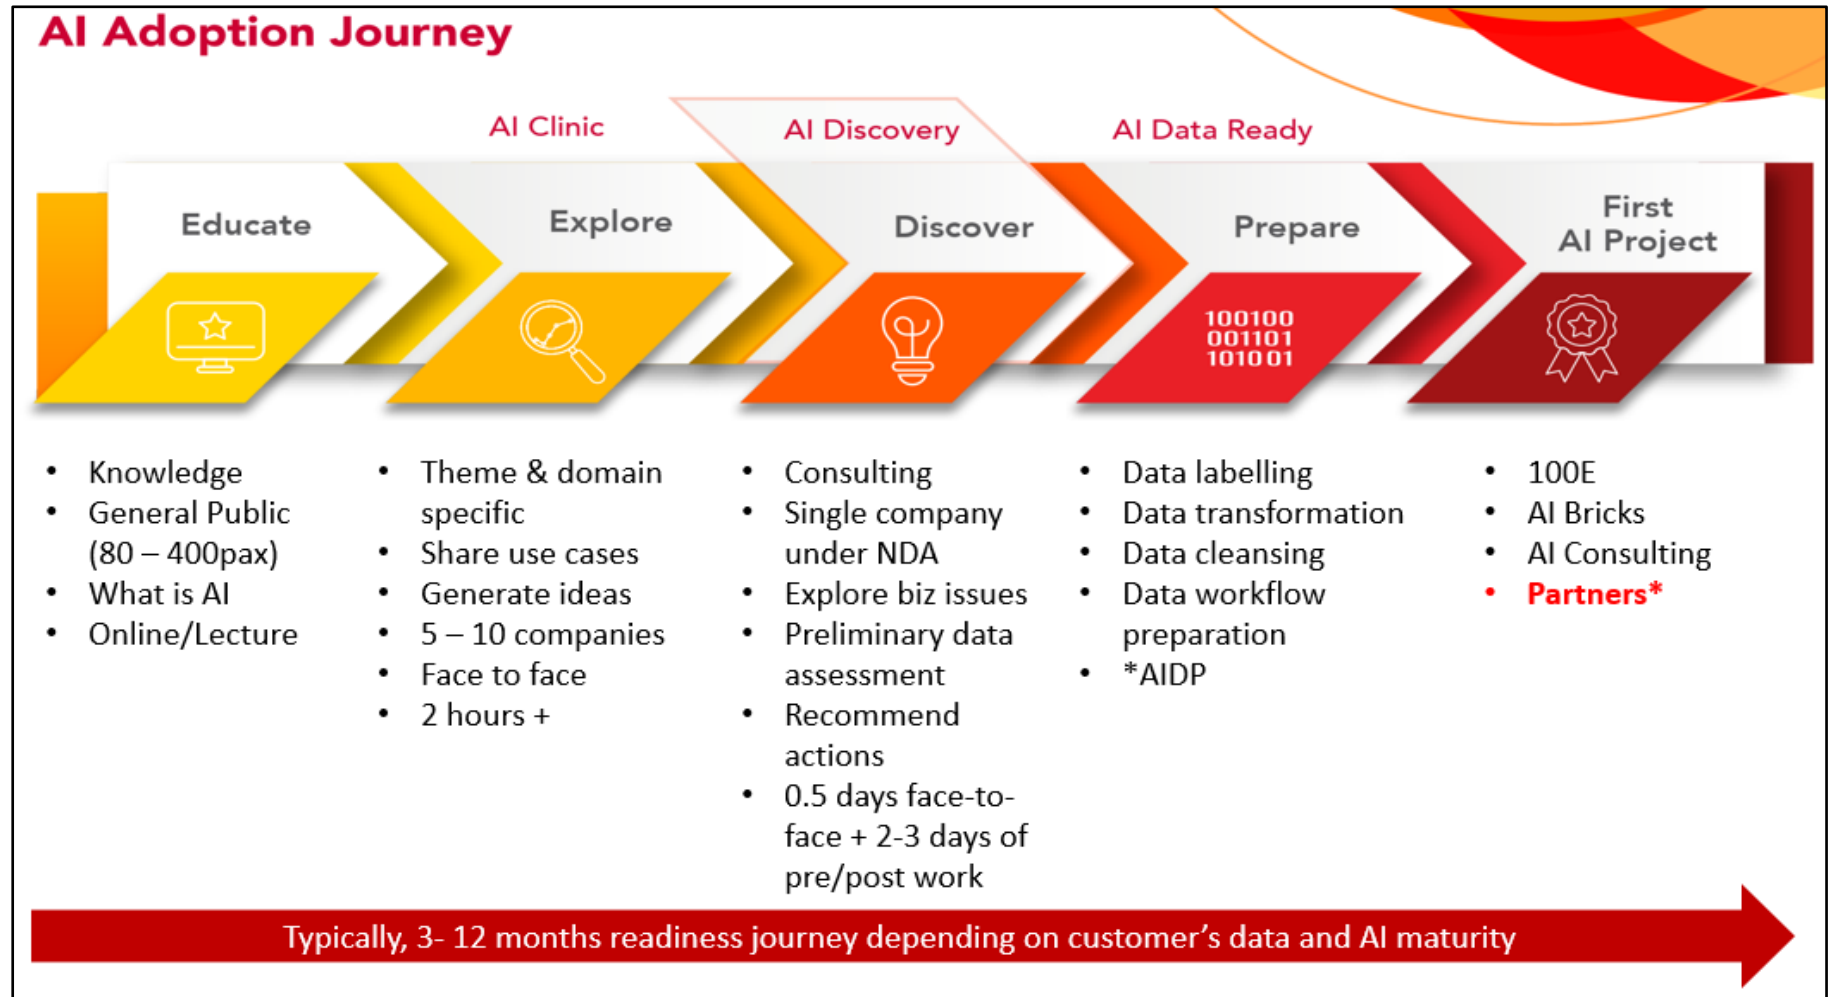 AI Adoption Journey
AI Clinic
AI Discovery
AI Data Ready
Educate
Explore
Discover
Prepare
First
AI Project
100100
001101
101001
• Knowledge
• General Public
(80 – 400pax)
• What is AI
• Online/Lecture
• Theme & domain
specific
• Share use cases
• Generate ideas
• 5 – 10 companies
• Face to face
• 2 hours +
• Consulting
• Single company
under NDA
• Explore biz issues
• Preliminary data
assessment
• Recommend
actions
• 0.5 days face-to-
face + 2-3 days of
pre/post work
• Data labelling
• Data transformation
• Data cleansing
• Data workflow
preparation
• *AIDP
• 100E
• AI Bricks
• AI Consulting
• Partners*
Typically, 3- 12 months readiness journey depending on customer’s data and AI maturity